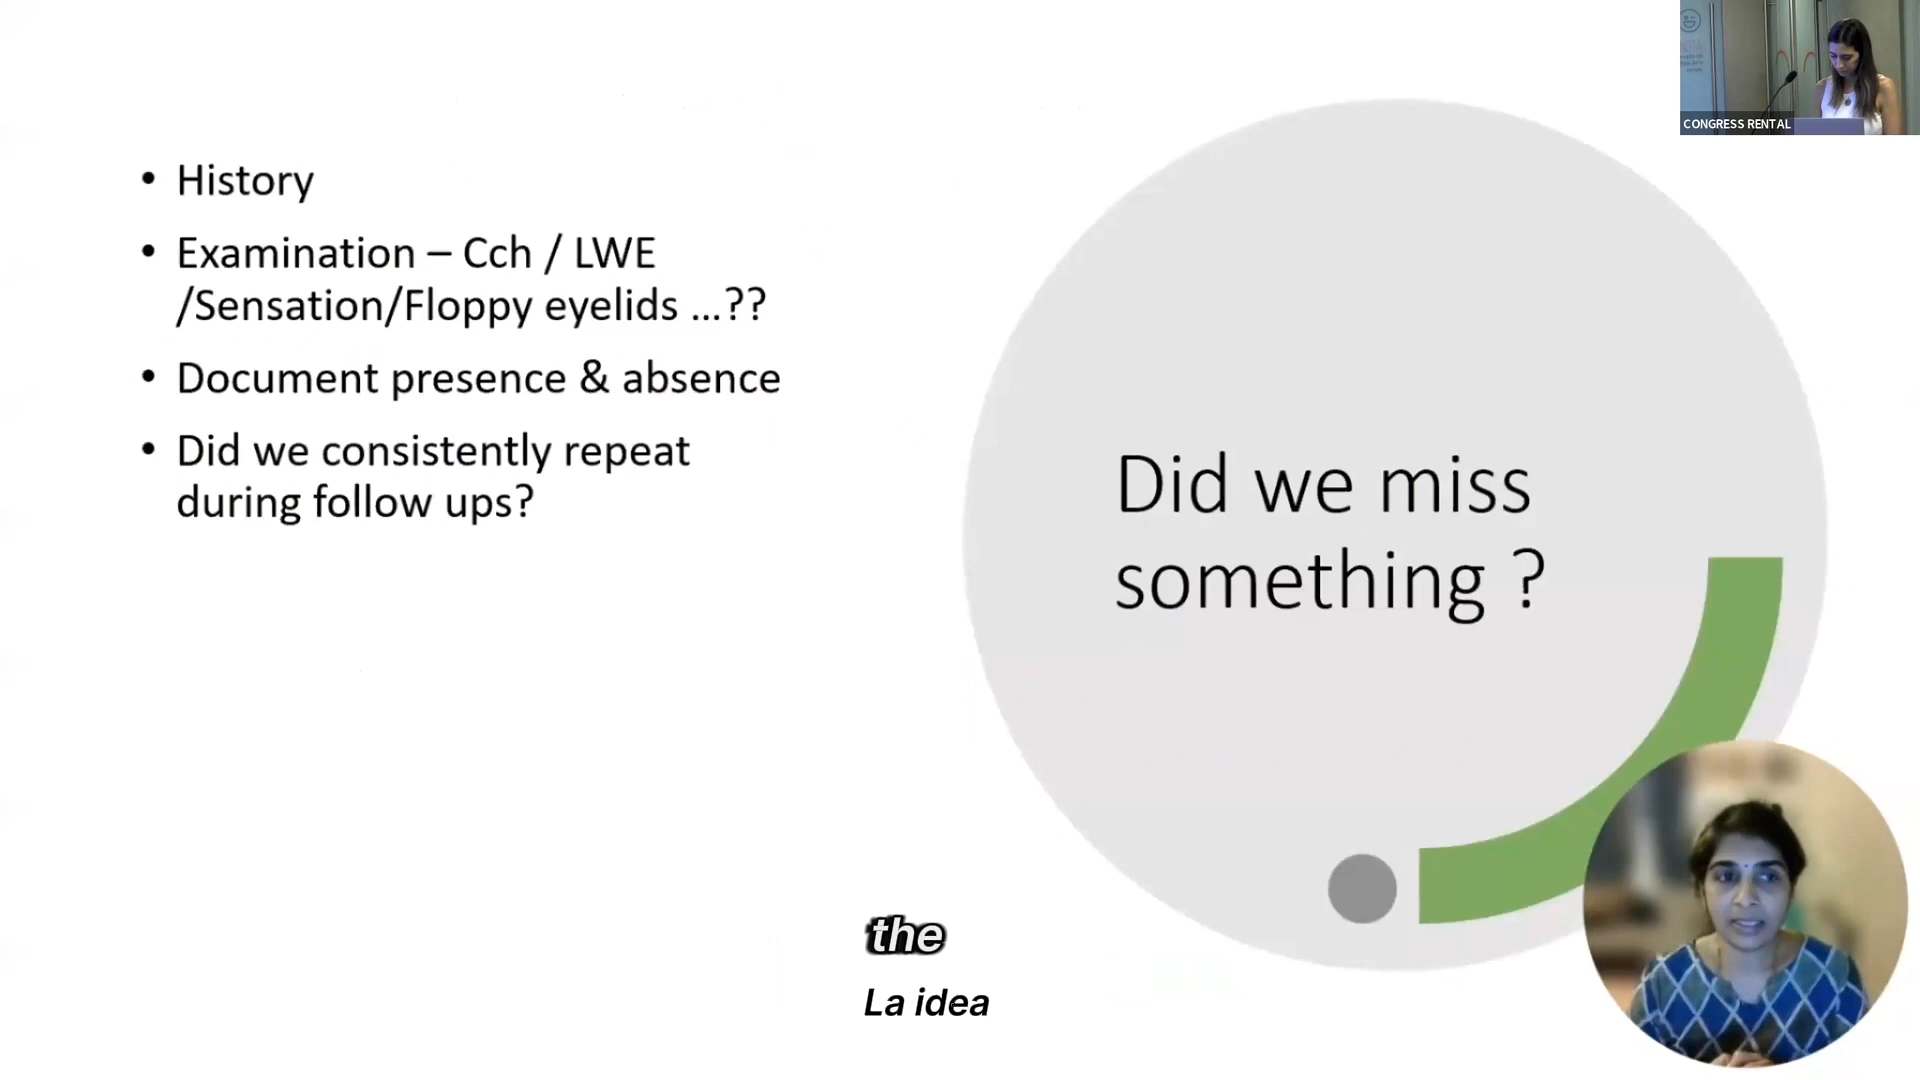 • History
• Examination – Cch / LWE
/Sensation/Floppy eyelids ...??
• Document presence & absence
• Did we consistently repeat
during follow ups?
Did we miss
something ?
CONGRESS RENTAL
the
La idea